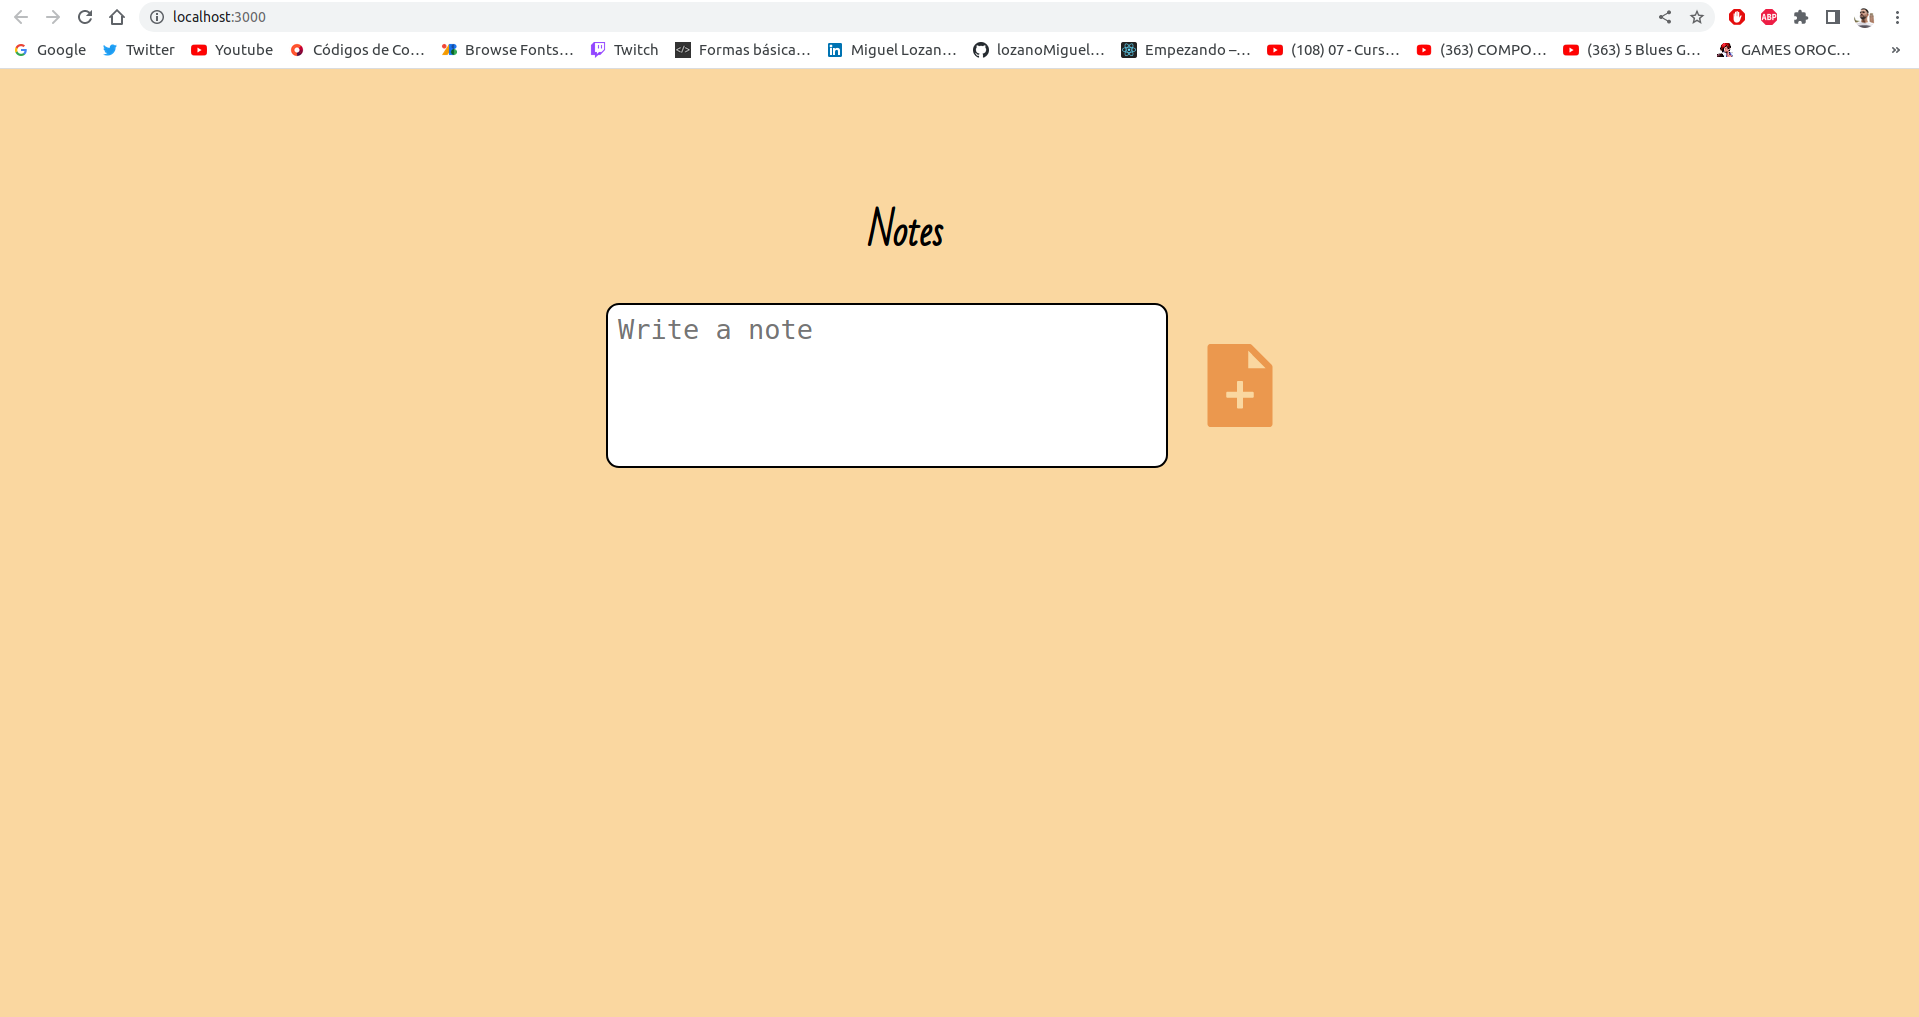 localhost:3000
Google Twitter Youtube Códigos de Co... Browse Fonts... Twitch Formas básica... Miguel Lozan... lozanoMiguel... Empezando –... (108) 07 - Curs... (363) COMPO... (363) 5 Blues G... GAMES OROC... »
Notes
Write a note